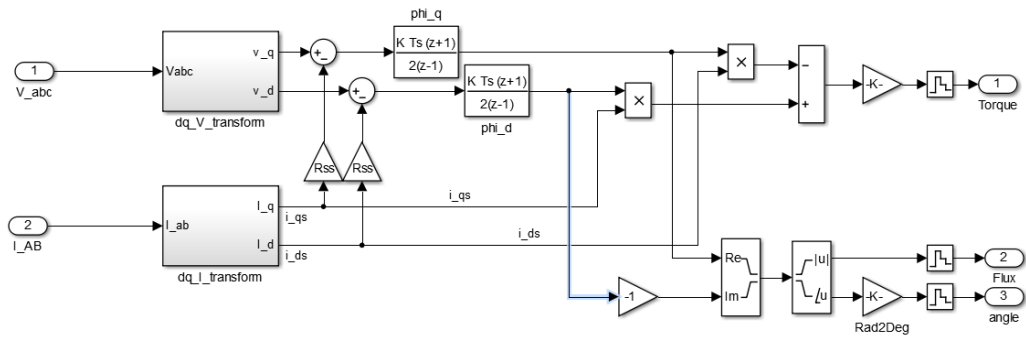 phi_q
K Ts (z+1)
2(z-1)
v_q
Vabc
1
V_abc
v_d
dq_V_transform
+
-
+
-
K Ts (z+1)
2(z-1)
phi_d
×
×
−
+
-K-
1
Torque
Rss
Rss
I_ab
2
I_AB
I_q
i_qs
i_qs
I_d
i_ds
i_ds
dq_I_transform
-1
Re
Im
|u|
∠u
2
Flux
-K-
Rad2Deg
3
angle